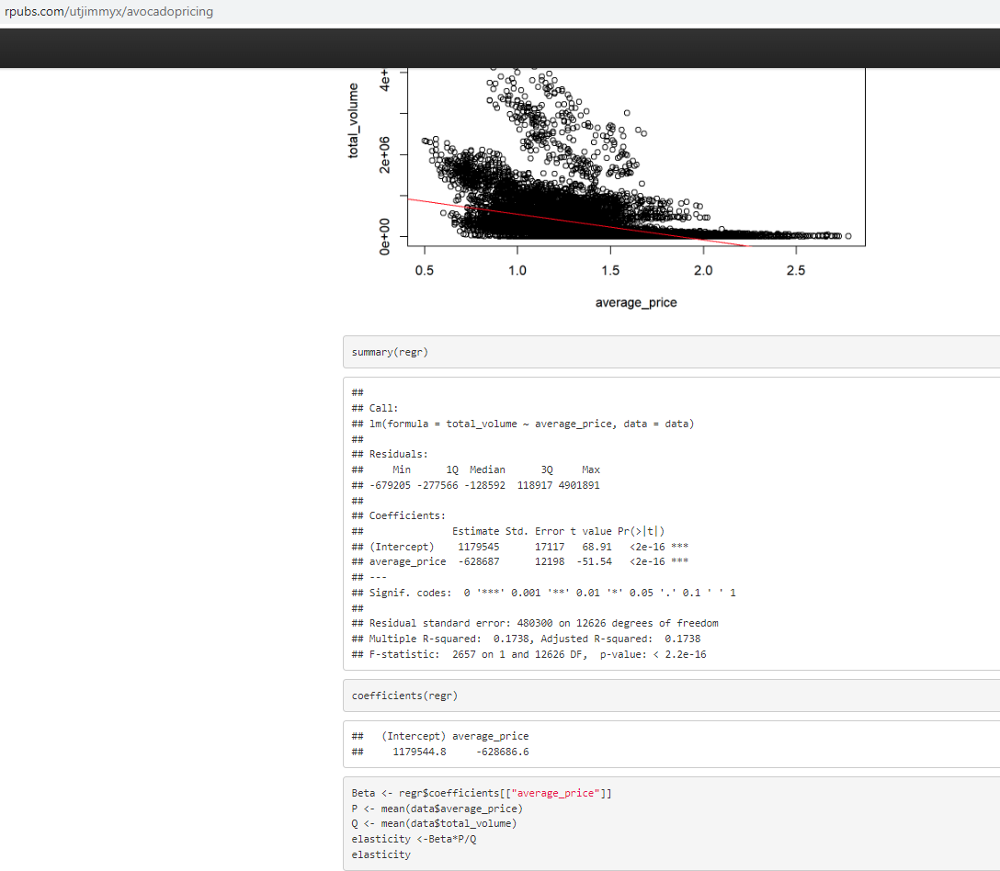 rpubs.com/utjimmyx/avocadopricing
4e+
total_volume
2e+06
0e+00
0.5 1.0 1.5 2.0 2.5
average_price
summary(regr)
##
## Call:
## lm(formula = total_volume ~ average_price, data = data)
##
## Residuals:
##     Min      1Q  Median      3Q     Max
## -679205 -277566 -128592  118917 4901891
##
## Coefficients:
##               Estimate Std. Error t value Pr(>|t|)
## (Intercept)    1179545      17117   68.91   <2e-16 ***
## average_price  -628687      12198  -51.54   <2e-16 ***
## ---
## Signif. codes:  0 '***' 0.001 '**' 0.01 '*' 0.05 '.' 0.1 ' ' 1
##
## Residual standard error: 480300 on 12626 degrees of freedom
## Multiple R-squared:  0.1738, Adjusted R-squared:  0.1738
## F-statistic:  2657 on 1 and 12626 DF,  p-value: < 2.2e-16
coefficients(regr)
##   (Intercept) average_price
##     1179544.8     -628686.6
Beta <- regr$coefficients[["average_price"]]
P <- mean(data$average_price)
Q <- mean(data$total_volume)
elasticity <-Beta*P/Q
elasticity